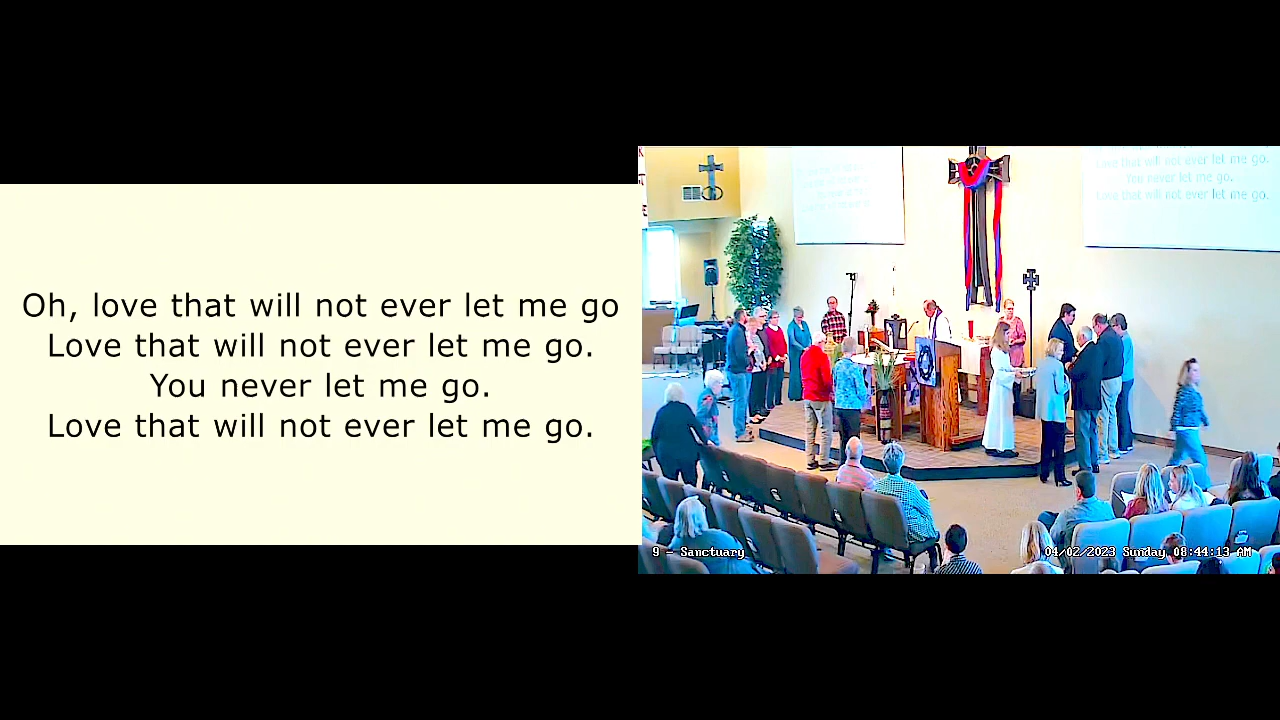 Oh, love that will not ever let me go
Love that will not ever let me go.
You never let me go.
Love that will not ever let me go.
Love that will not ever let me go.
You never let me go.
Love that will not ever let me go.
9 - Sanctuary
04/02/2023 Sunday 08:44:13 AM